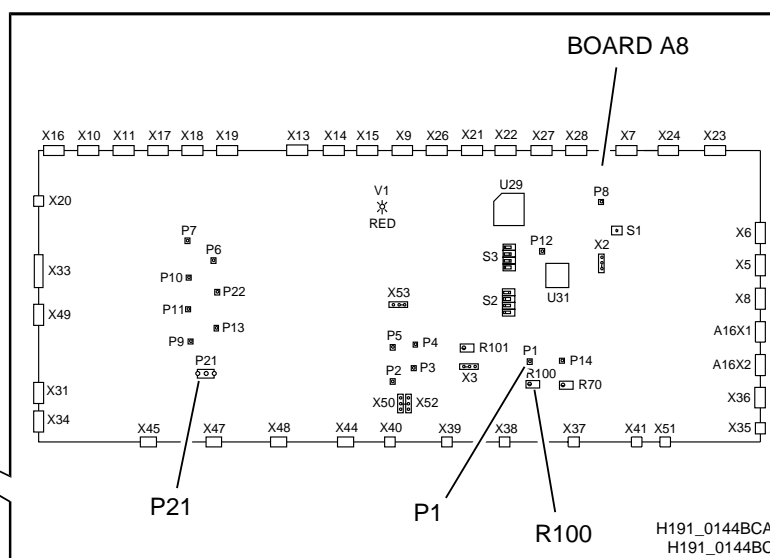 BOARD A8
X16 X10 X11 X17 X18 X19 X13 X14 X15 X9 X26 X21 X22 X27 X28 X7 X24 X23
X20
V1
RED
U29
P8
S1
X6
P7
P6
S3
P12
X2
X33
X5
P10
P22
U31
X53
S2
X8
X49
P11
P13
A16X1
P9
P5
P4
R101
P1
P14
P21
P2
P3
X3
R100
R70
A16X2
X31
X50
X52
X36
X34
X35
X45 X47 X48 X44 X40 X39 X38 X37 X41 X51
P21
P1
R100
H191_0144BCA
H191_0144BC